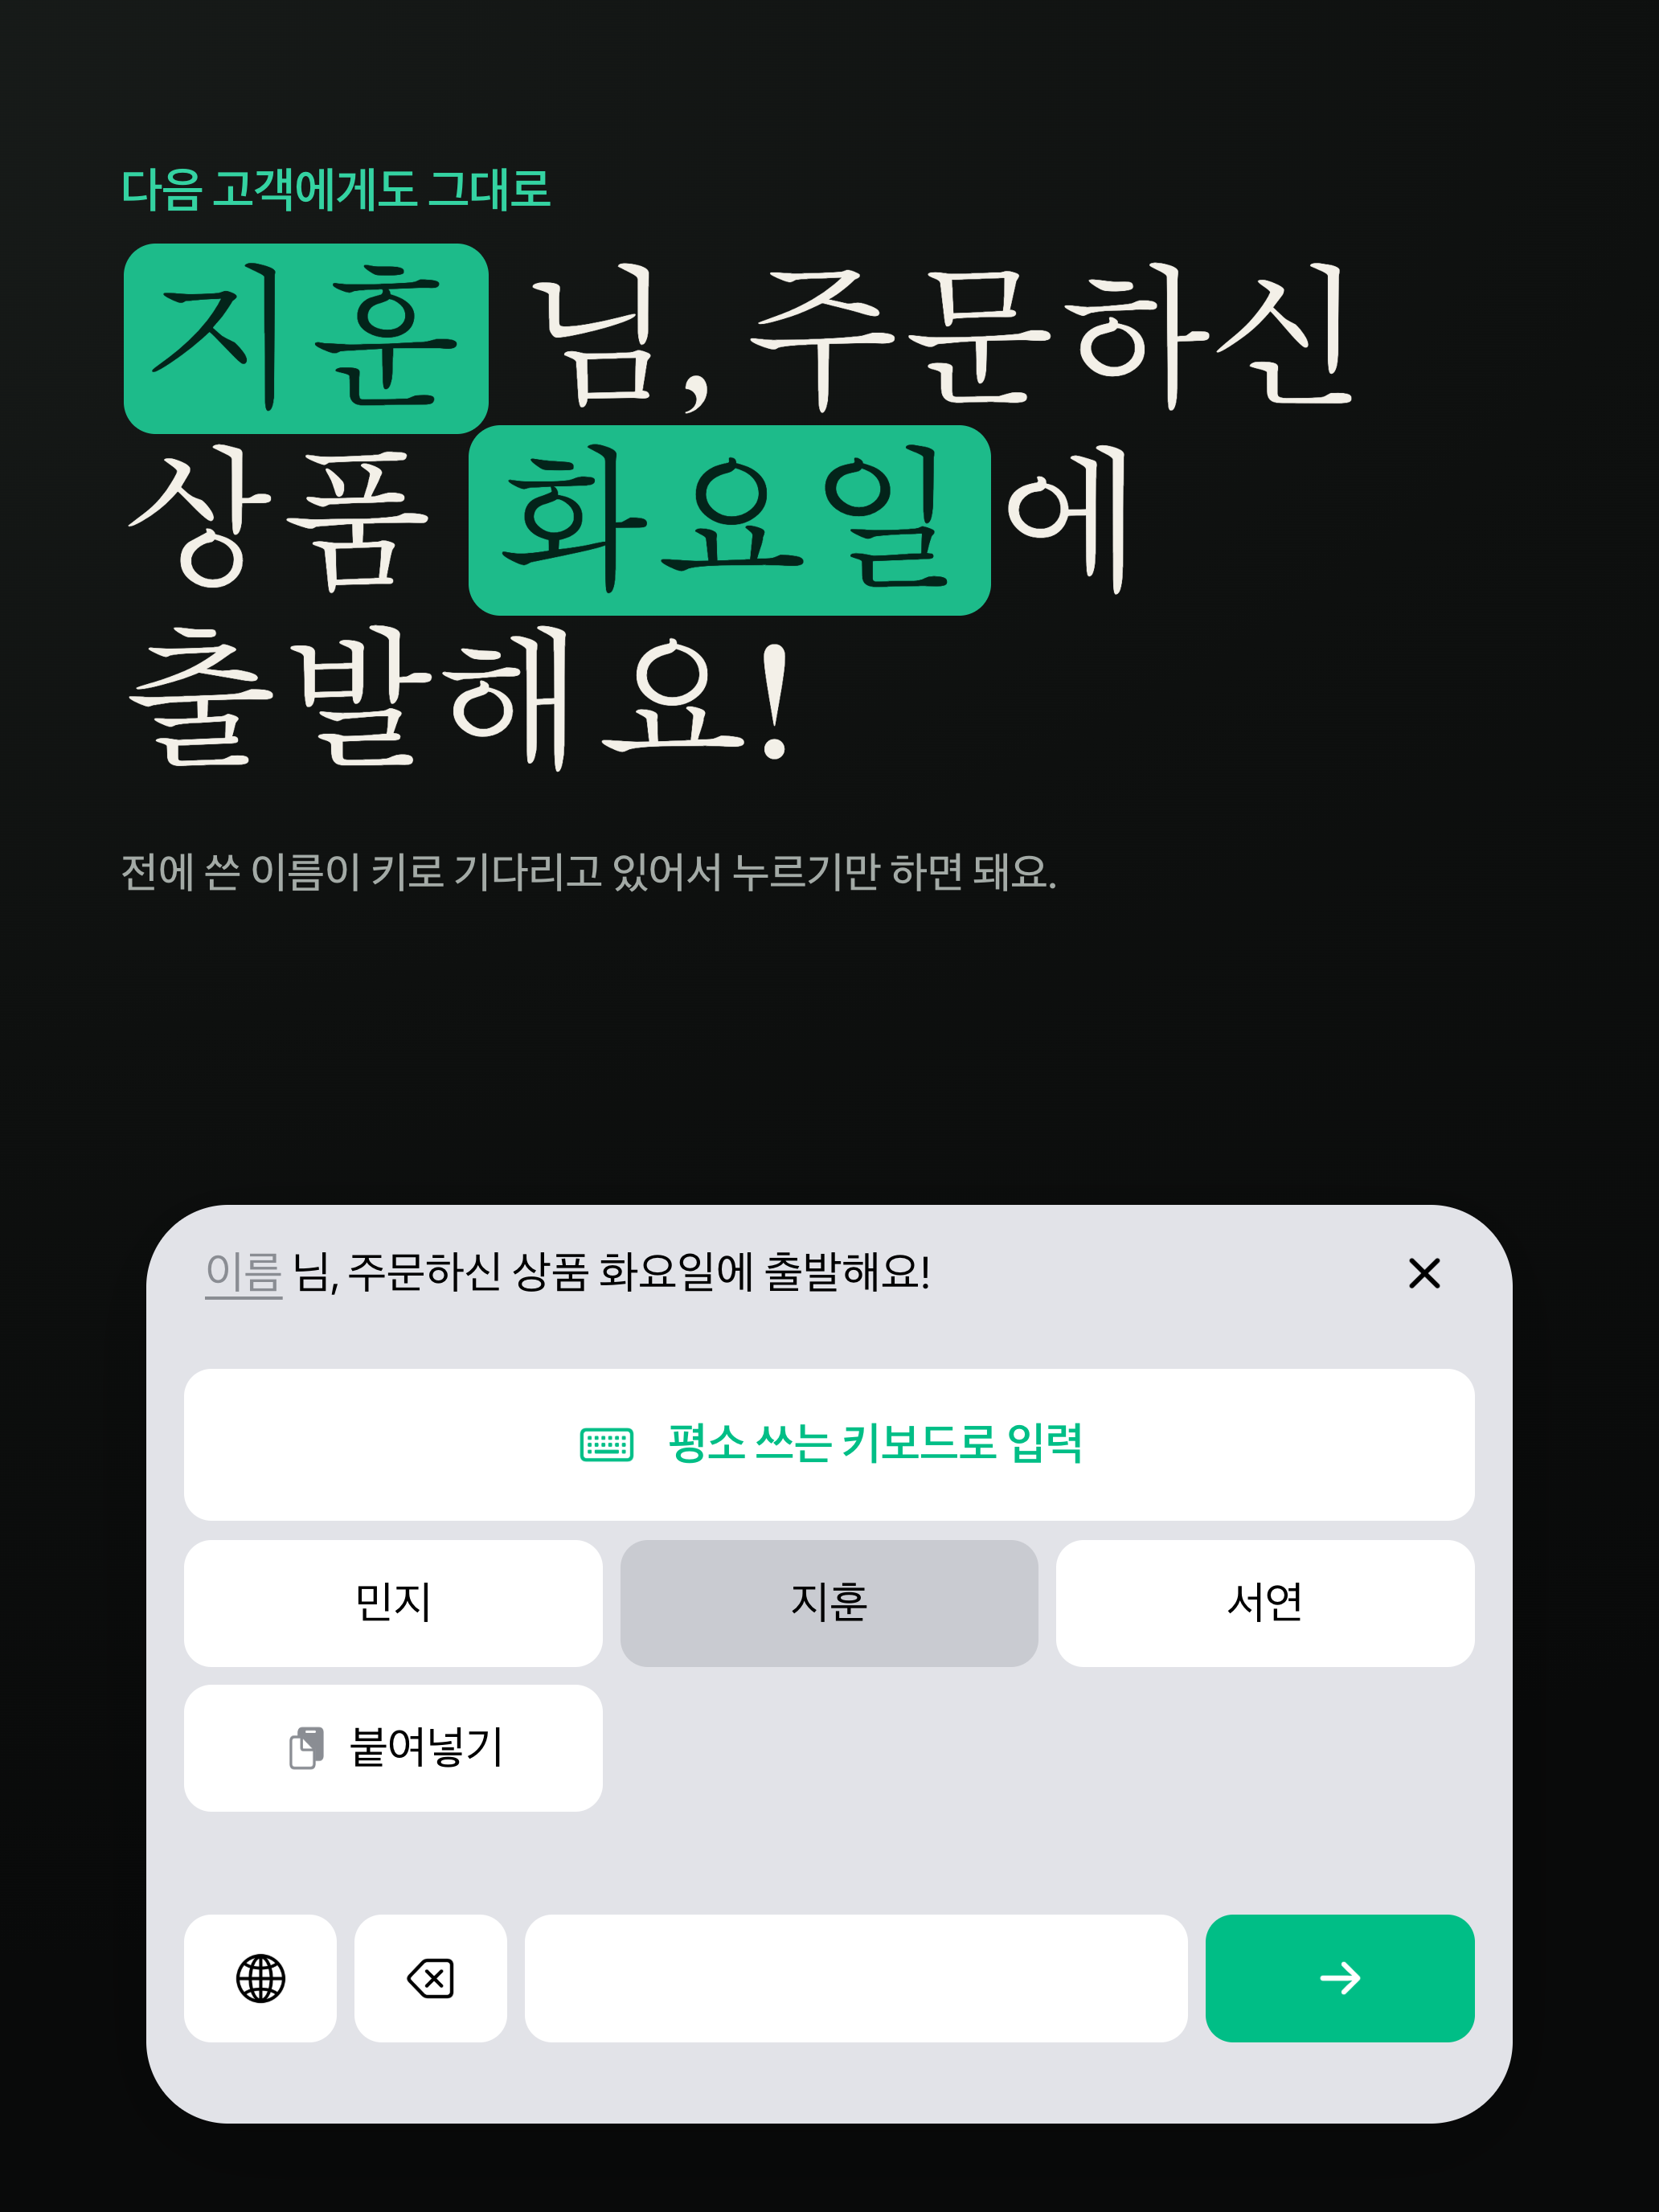 다음 고객에게도 그대로
지훈 님, 주문하신
상품 화요일에
출발해요!
전에 쓴 이름이 키로 기다리고 있어서 누르기만 하면 돼요.
이름 님, 주문하신 상품 화요일에 출발해요!
평소 쓰는 키보드로 입력
민지 지훈 서연
붙여넣기